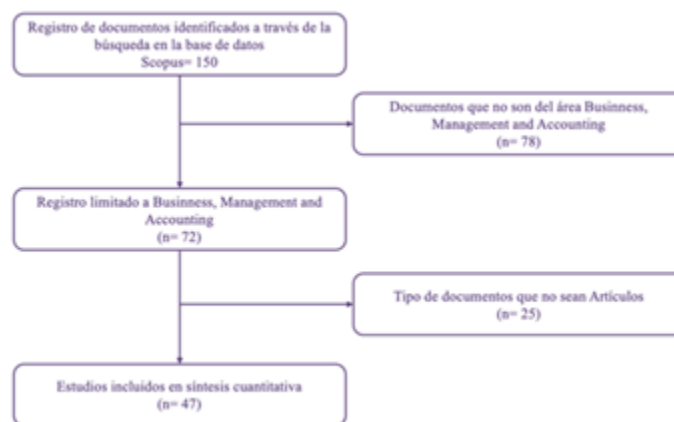 Registro de documentos identificados a través de la
búsqueda en la base de datos
Scopus= 150
Documentos que no son del área Businness,
Management and Accounting
(n= 78)
Registro limitado a Businness, Management and
Accounting
(n= 72)
Tipo de documentos que no sean Artículos
(n= 25)
Estudios incluidos en síntesis cuantitativa
(n= 47)